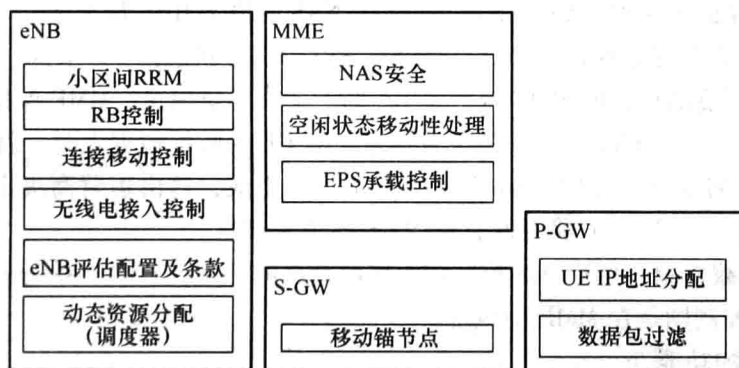 eNB
小区间RRM
RB控制
连接移动控制
无线电接入控制
eNB评估配置及条款
动态资源分配
(调度器)
MME
NAS安全
空闲状态移动性处理
EPS承载控制
S-GW
移动锚节点
P-GW
UE IP地址分配
数据包过滤